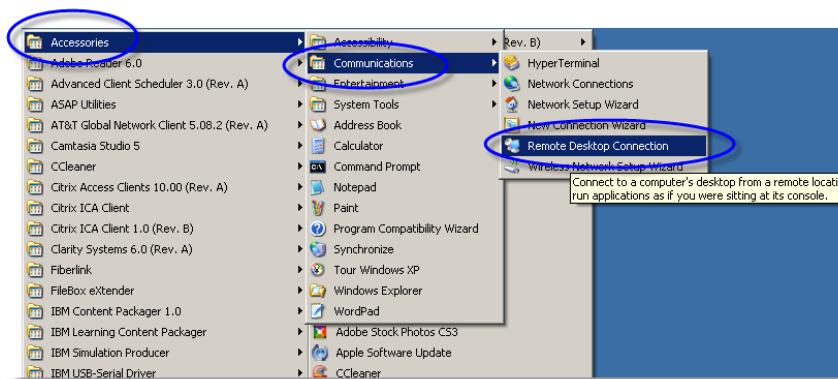 Accessories
Adobe Reader 6.0
Advanced Client Scheduler 3.0 (Rev. A)
ASAP Utilities
AT&T Global Network Client 5.08.2 (Rev. A)
Camtasia Studio 5
CCleaner
Citrix Access Clients 10.00 (Rev. A)
Citrix ICA Client
Citrix ICA Client 1.0 (Rev. B)
Clarity Systems 6.0 (Rev. A)
Fiberlink
FileBox eXtender
IBM Content Packager 1.0
IBM Learning Content Packager
IBM Simulation Producer
IBM USB-Serial Driver
Accessibility
Communications
Entertainment
System Tools
Address Book
Calculator
Command Prompt
Notepad
Paint
Program Compatibility Wizard
Synchronize
Tour Windows XP
Windows Explorer
WordPad
Adobe Stock Photos CS3
Apple Software Update
CCleaner
Rev. B)
HyperTerminal
Network Connections
Network Setup Wizard
New Connection Wizard
Remote Desktop Connection
Wireless Network Setup Wizard
Connect to a computer's desktop from a remote locati
run applications as if you were sitting at its console.